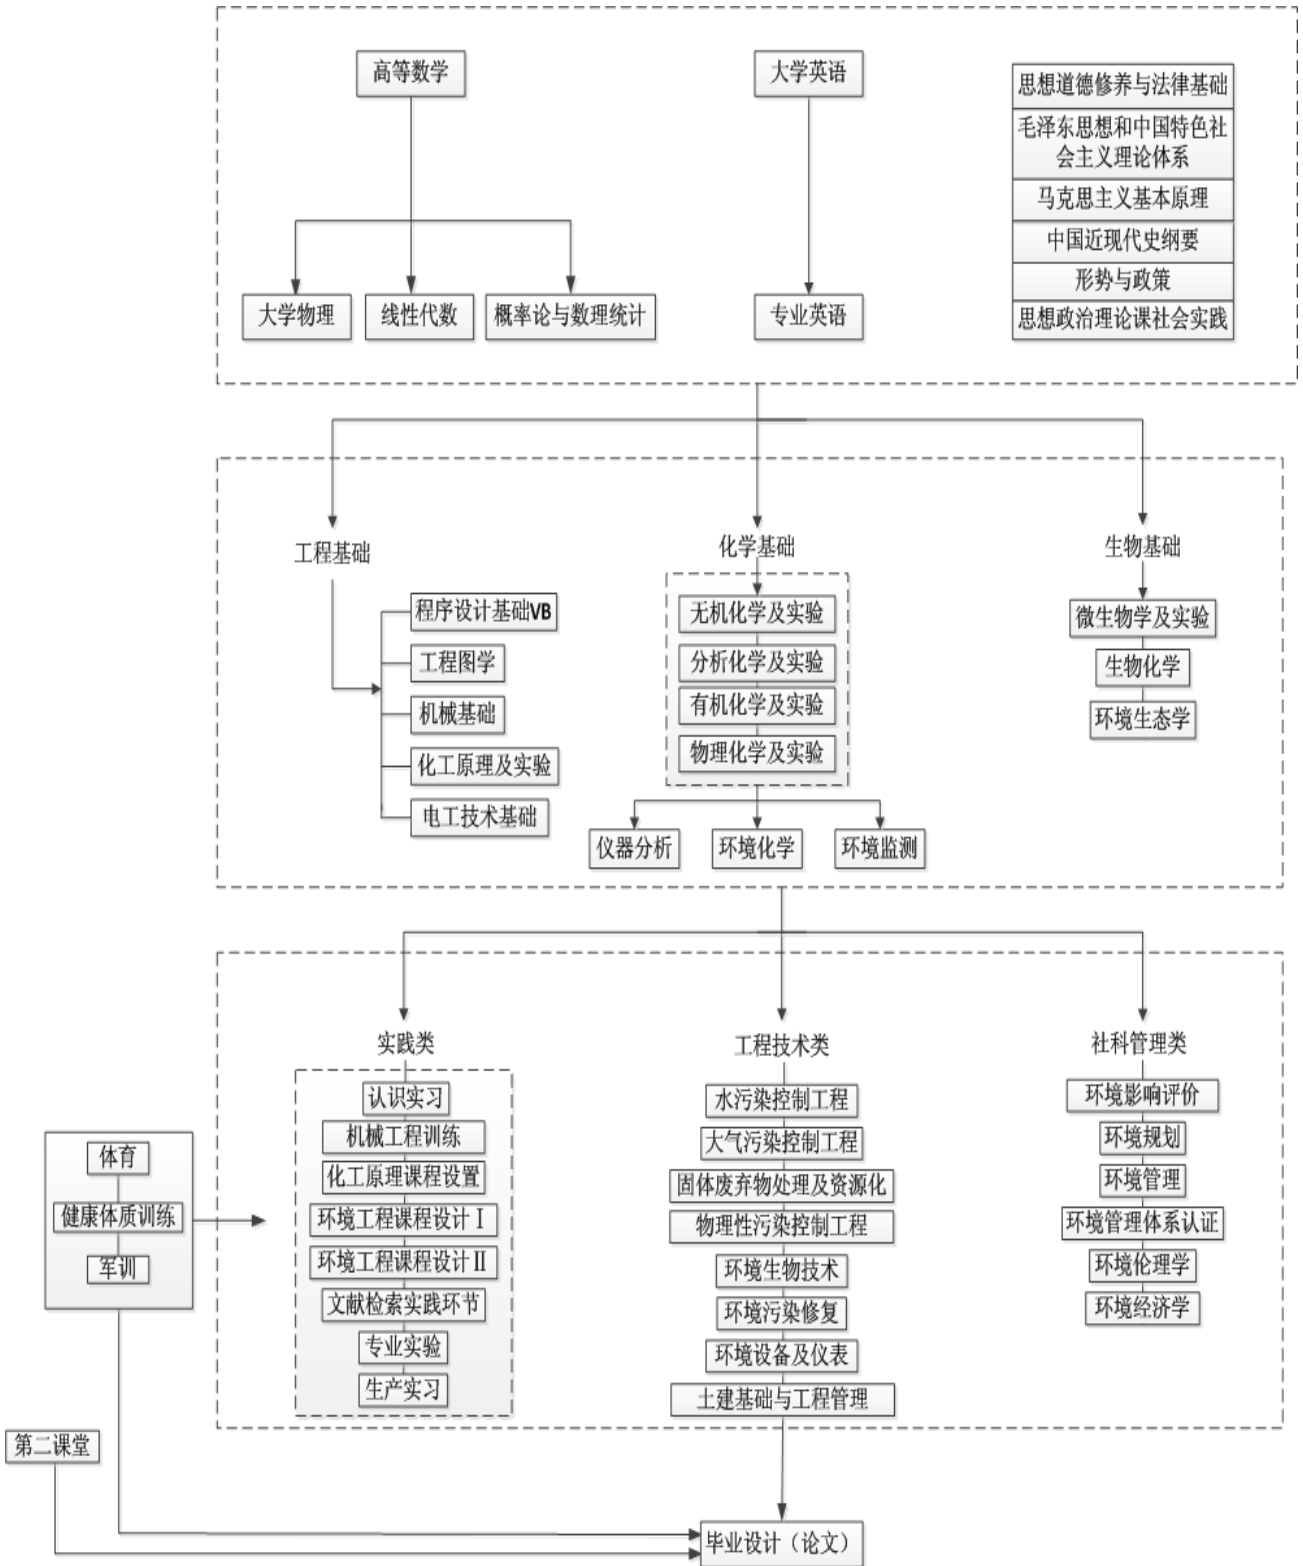 高等数学
大学英语
思想道德修养与法律基础
毛泽东思想和中国特色社
会主义理论体系
马克思主义基本原理
中国近现代史纲要
形势与政策
思想政治理论课社会实践
大学物理
线性代数
概率论与数理统计
专业英语
工程基础
程序设计基础VB
工程图学
机械基础
化工原理及实验
电工技术基础
化学基础
无机化学及实验
分析化学及实验
有机化学及实验
物理化学及实验
仪器分析
环境化学
环境监测
生物基础
微生物学及实验
生物化学
环境生态学
实践类
认识实习
机械工程训练
化工原理课程设置
环境工程课程设计Ⅰ
环境工程课程设计Ⅱ
文献检索实践环节
专业实验
生产实习
工程技术类
水污染控制工程
大气污染控制工程
固体废弃物处理及资源化
物理性污染控制工程
环境生物技术
环境污染修复
环境设备及仪表
土建基础与工程管理
社科管理类
环境影响评价
环境规划
环境管理
环境管理体系认证
环境伦理学
环境经济学
体育
健康体质训练
军训
第二课堂
毕业设计（论文）